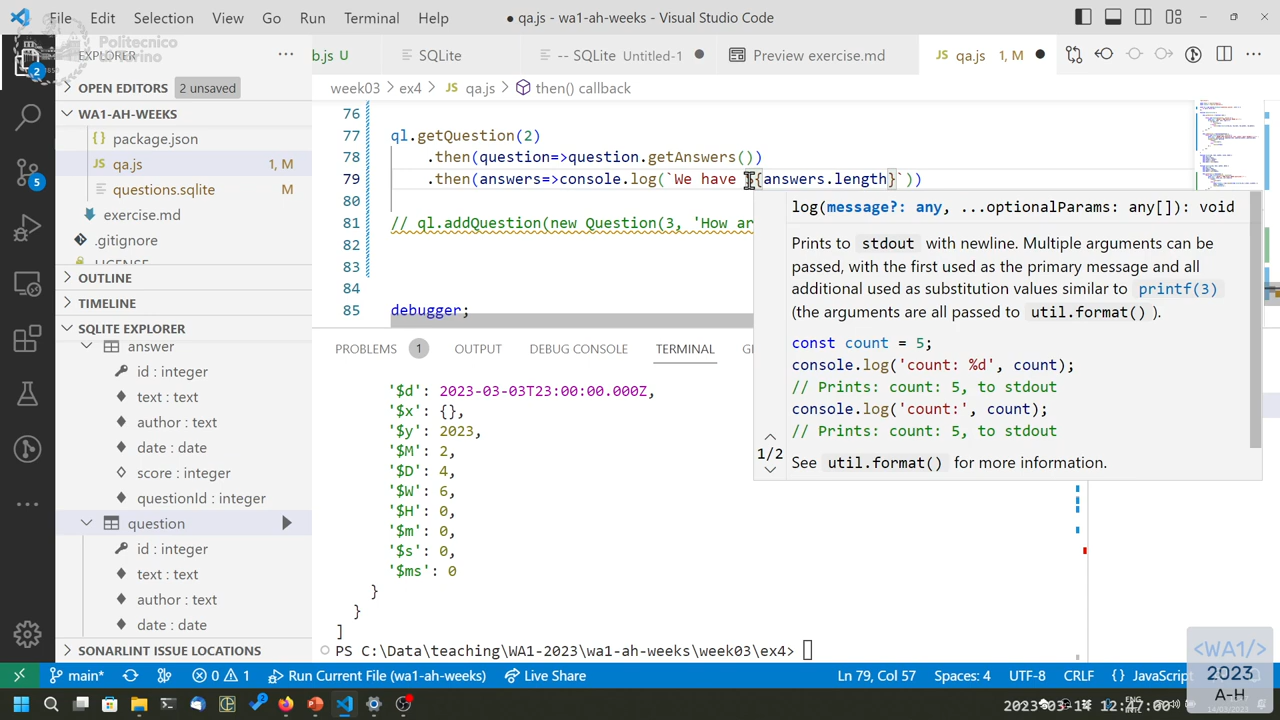 File Edit Selection View Go Run Terminal Help ● qa.js - wa1-ah-weeks - Visual Studio Code
Politecnico
di Torino
EXPLORER ···
b.js U SQLite -- SQLite Untitled-1 ● Preview exercise.md qa.js 1, M ●
2
OPEN EDITORS 2 unsaved
week03 > ex4 > qa.js > then() callback
WA1-AH-WEEKS
package.json
qa.js 1, M
questions.sqlite M
exercise.md
.gitignore
LICENSE
OUTLINE
TIMELINE
SQLITE EXPLORER
answer
id : integer
text : text
author : text
date : date
score : integer
questionId : integer
question
id : integer
text : text
author : text
date : date
SONARLINT ISSUE LOCATIONS
5
76
77 ql.getQuestion(2)
78 .then(question=>question.getAnswers())
79 .then(answers=>console.log(`We have ${answers.length}`))
80
81 // ql.addQuestion(new Question(3, 'How ar
82
83
84
85 debugger;
log(message?: any, ...optionalParams: any[]): void
Prints to stdout with newline. Multiple arguments can be
passed, with the first used as the primary message and all
additional used as substitution values similar to printf(3)
(the arguments are all passed to util.format() ).
const count = 5;
console.log('count: %d', count);
// Prints: count: 5, to stdout
console.log('count:', count);
// Prints: count: 5, to stdout
1/2
See util.format() for more information.
PROBLEMS 1 OUTPUT DEBUG CONSOLE TERMINAL
'$d': 2023-03-03T23:00:00.000Z,
'$x': {},
'$y': 2023,
'$M': 2,
'$D': 4,
'$W': 6,
'$H': 0,
'$m': 0,
'$s': 0,
'$ms': 0
}
}
]
PS C:\Data\teaching\WA1-2023\wa1-ah-weeks\week03\ex4>
main* 0 1 Run Current File (wa1-ah-weeks) Live Share Ln 79, Col 57 Spaces: 4 UTF-8 CRLF {} JavaScript
<WA1/>
2023
A-H
ENG